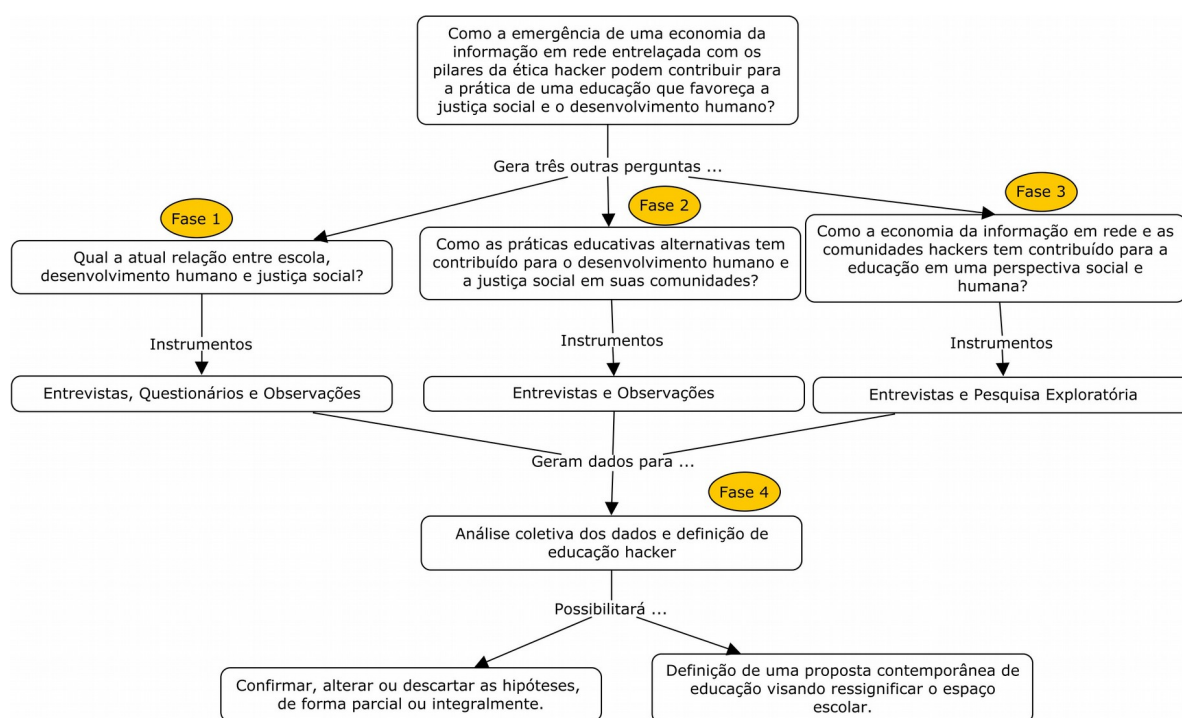 Como a emergência de uma economia da
informação em rede entrelaçada com os
pilares da ética hacker podem contribuir para
a prática de uma educação que favoreça a
justiça social e o desenvolvimento humano?
Gera três outras perguntas ...
Fase 1
Qual a atual relação entre escola,
desenvolvimento humano e justiça social?
Instrumentos
Entrevistas, Questionários e Observações
Fase 2
Como as práticas educativas alternativas tem
contribuído para o desenvolvimento humano e
a justiça social em suas comunidades?
Instrumentos
Entrevistas e Observações
Fase 3
Como a economia da informação em rede e as
comunidades hackers tem contribuído para a
educação em uma perspectiva social e
humana?
Instrumentos
Entrevistas e Pesquisa Exploratória
Geram dados para ...
Fase 4
Análise coletiva dos dados e definição de
educação hacker
Possibilitará ...
Confirmar, alterar ou descartar as hipóteses,
de forma parcial ou integralmente.
Definição de uma proposta contemporânea de
educação visando ressignificar o espaço
escolar.